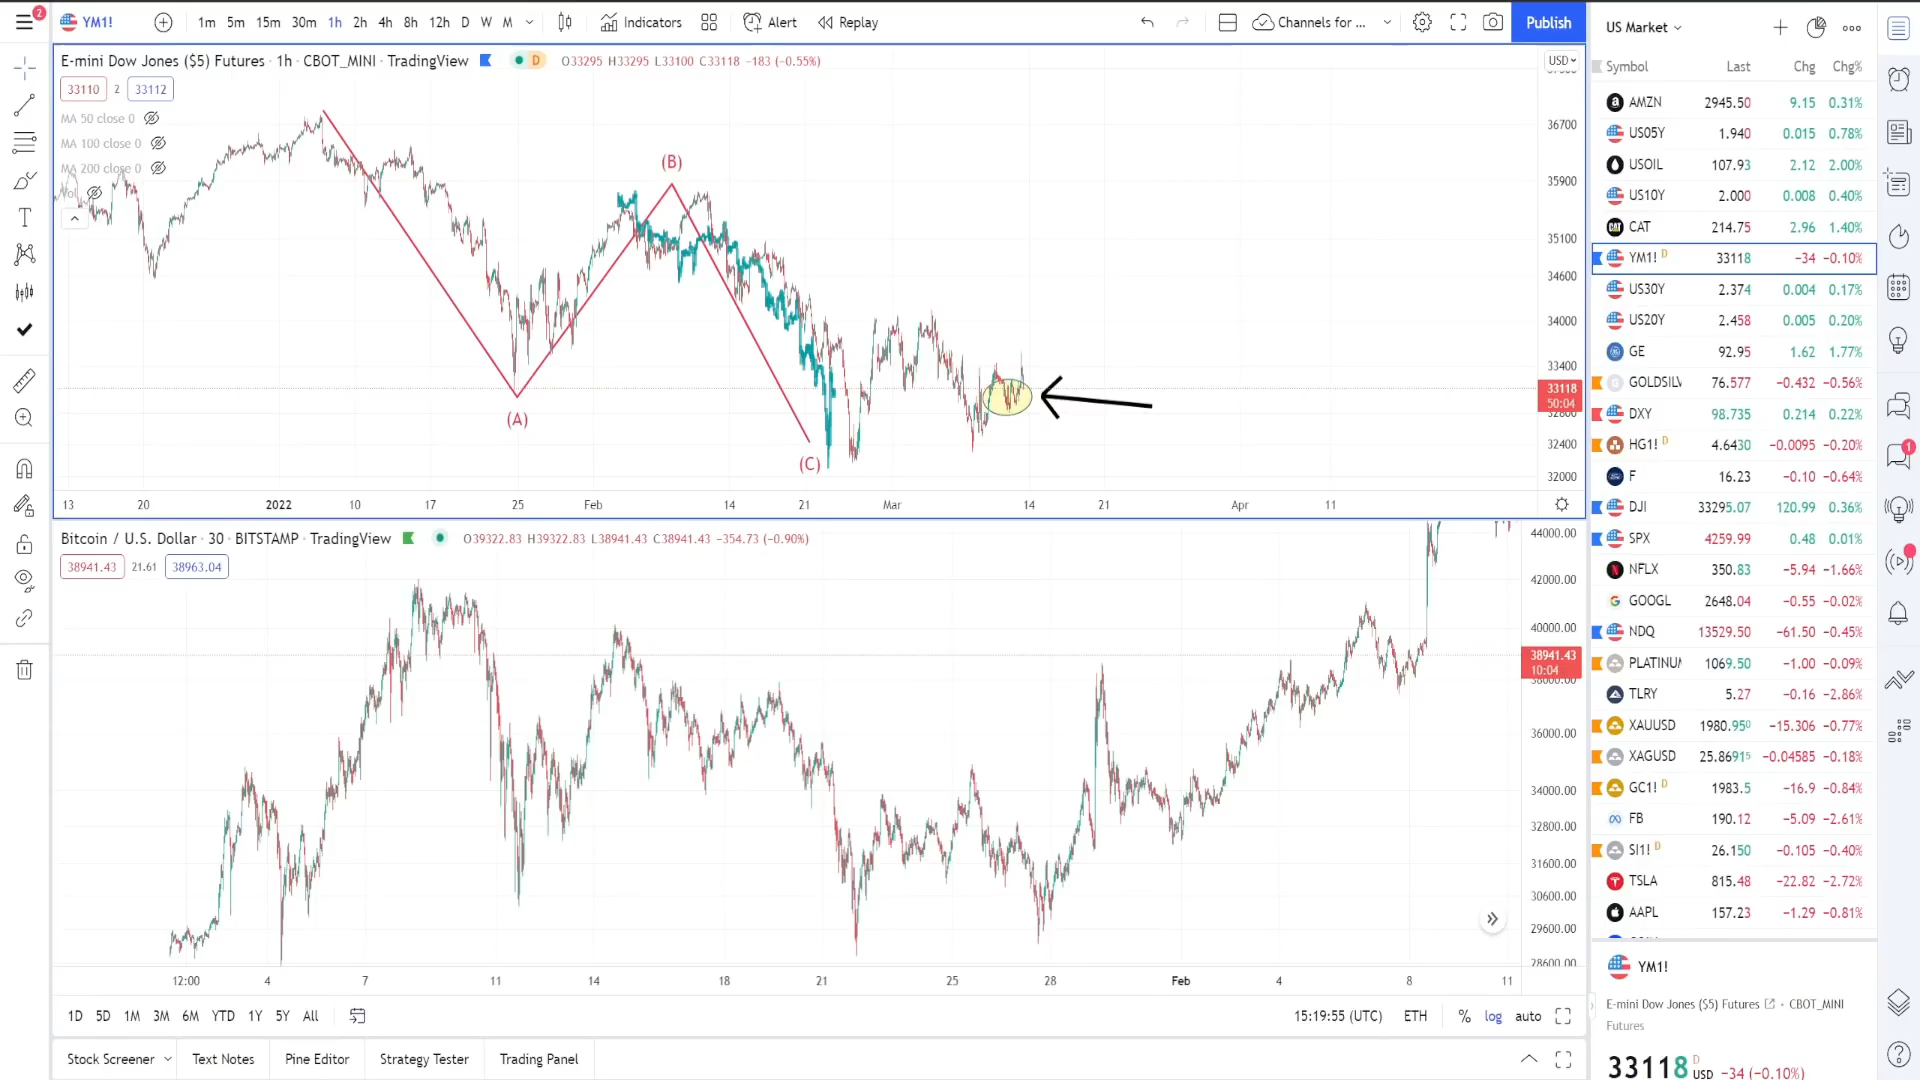 2
YM1!
1m 5m 15m 30m 1h 2h 4h 8h 12h D W M
Indicators
Alert
Replay
Channels for ...
Publish
E-mini Dow Jones ($5) Futures · 1h · CBOT_MINI · TradingView
D
O33295 H33295 L33100 C33118 −183 (−0.55%)
USD
33110 2 33112
MA 50 close 0
MA 100 close 0
MA 200 close 0
(A)
(B)
(C)
36700
35900
35100
34600
34000
33400
33118
50:04
32800
32400
32000
13 20 2022 10 17 25 Feb 14 21 Mar 14 21 Apr 11
Bitcoin / U.S. Dollar · 30 · BITSTAMP · TradingView
O39322.83 H39322.83 L38941.43 C38941.43 −354.73 (−0.90%)
38941.43 21.61 38963.04
44000.00
42000.00
40000.00
38941.43
10:04
38000.00
36000.00
34000.00
32800.00
31600.00
30600.00
29600.00
28600.00
12:00 4 7 11 14 18 21 25 28 Feb 4 8 11
1D 5D 1M 3M 6M YTD 1Y 5Y All
15:19:55 (UTC) ETH % log auto
Stock Screener Text Notes Pine Editor Strategy Tester Trading Panel
US Market
Symbol Last Chg Chg%
AMZN 2945.50 9.15 0.31%
US05Y 1.940 0.015 0.78%
USOIL 107.93 2.12 2.00%
US10Y 2.000 0.008 0.40%
CAT 214.75 2.96 1.40%
YM1! D 33118 −34 −0.10%
US30Y 2.374 0.004 0.17%
US20Y 2.458 0.005 0.20%
GE 92.95 1.62 1.77%
GOLDSILV 76.577 −0.432 −0.56%
DXY 98.735 0.214 0.22%
HG1! D 4.6430 −0.0095 −0.20%
F 16.23 −0.10 −0.64%
DJI 33295.07 120.99 0.36%
SPX 4259.99 0.48 0.01%
NFLX 350.83 −5.94 −1.66%
GOOGL 2648.04 −0.55 −0.02%
NDQ 13529.50 −61.50 −0.45%
PLATINUM 1069.50 −1.00 −0.09%
TLRY 5.27 −0.16 −2.86%
XAUUSD 1980.950 −15.306 −0.77%
XAGUSD 25.86915 −0.04585 −0.18%
GC1! D 1983.5 −16.9 −0.84%
FB 190.12 −5.09 −2.61%
SI1! D 26.150 −0.105 −0.40%
TSLA 815.48 −22.82 −2.72%
AAPL 157.23 −1.29 −0.81%
YM1!
E-mini Dow Jones ($5) Futures · CBOT_MINI
Futures
33118 D USD −34 (−0.10%)
1